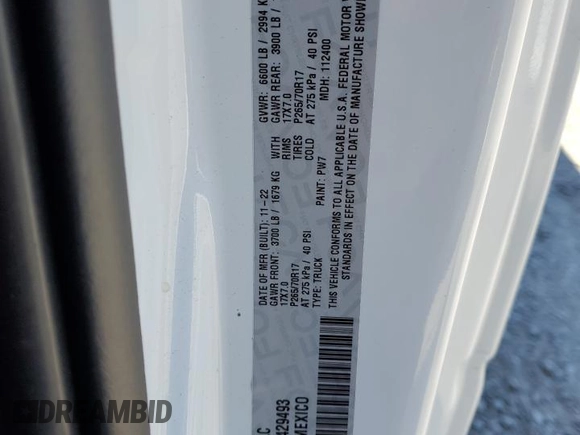 DATE OF MFR (BUILT): 11-22 GVWR: 6600 LB / 2994 K
GAWR FRONT: 3700 LB / 1679 KG WITH GAWR REAR: 3900 LB /
17X7.0 RIMS 17X7.0
P265/70R17 TIRES P265/70R17
AT 275 kPa / 40 PSI COLD AT 275 kPa / 40 PSI
TYPE: TRUCK PAINT: PW7 MDH: 112400
THIS VEHICLE CONFORMS TO ALL APPLICABLE U.S.A. FEDERAL MOTOR
STANDARDS IN EFFECT ON THE DATE OF MANUFACTURE SHOWN
LC
429493
MEXICO
DREAMBID